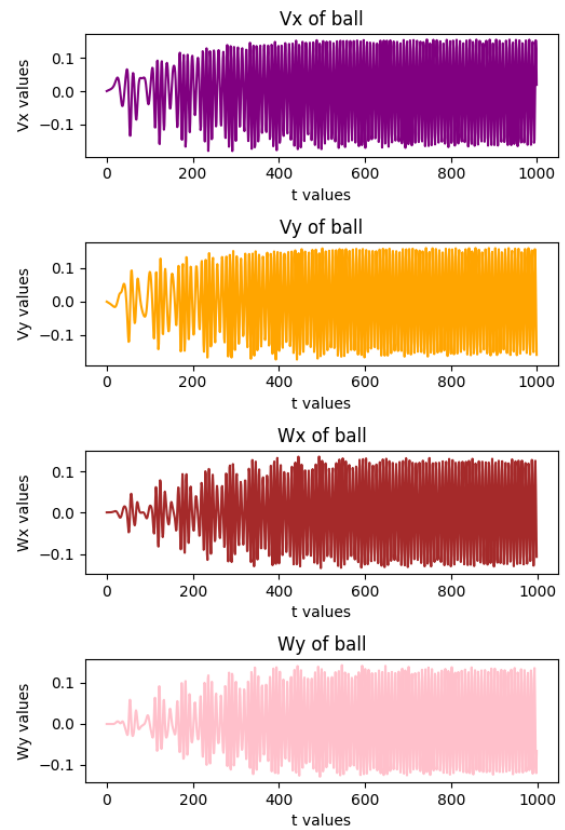 Vx of ball
0.1
0.0
−0.1
Vx values
0 200 400 600 800 1000
t values
Vy of ball
0.1
0.0
−0.1
Vy values
0 200 400 600 800 1000
t values
Wx of ball
0.1
0.0
−0.1
Wx values
0 200 400 600 800 1000
t values
Wy of ball
0.1
0.0
−0.1
Wy values
0 200 400 600 800 1000
t values